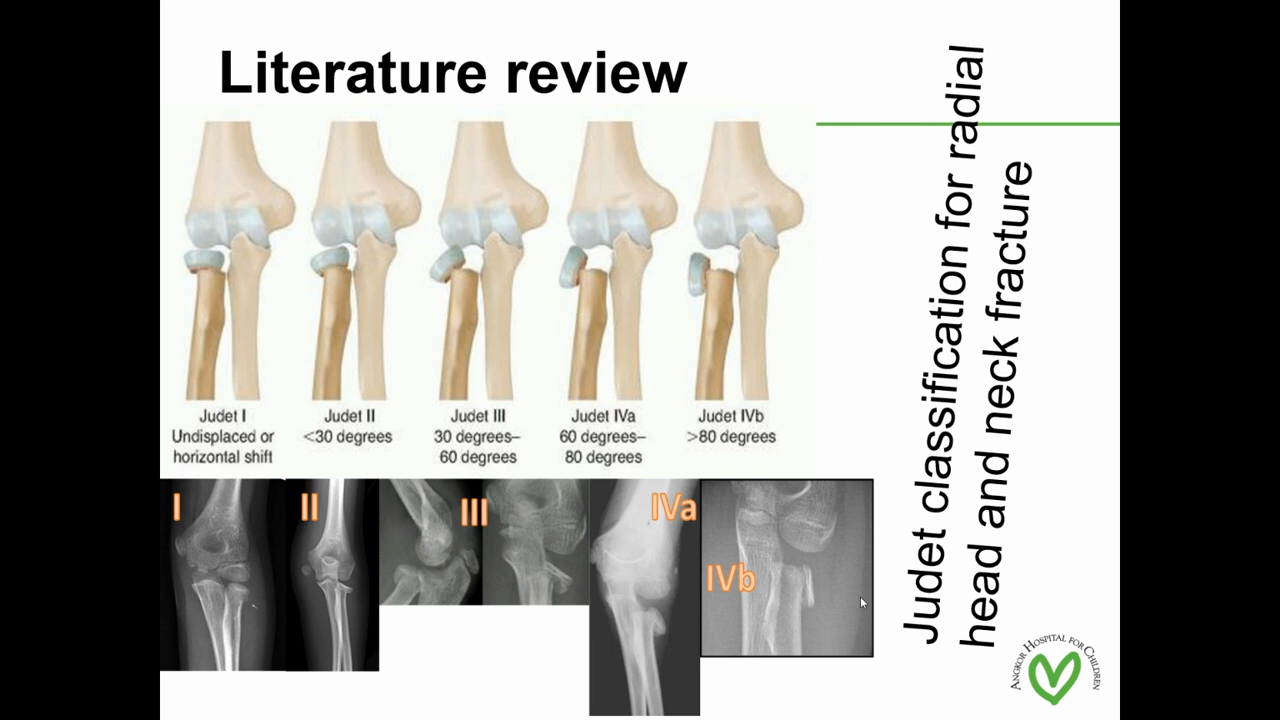 Literature review
Judet I
Undisplaced or
horizontal shift
Judet II
<30 degrees
Judet III
30 degrees–
60 degrees
Judet IVa
60 degrees–
80 degrees
Judet IVb
>80 degrees
I
II
III
IVa
IVb
Judet classification for radial
head and neck fracture
ANGKOR HOSPITAL FOR CHILDREN